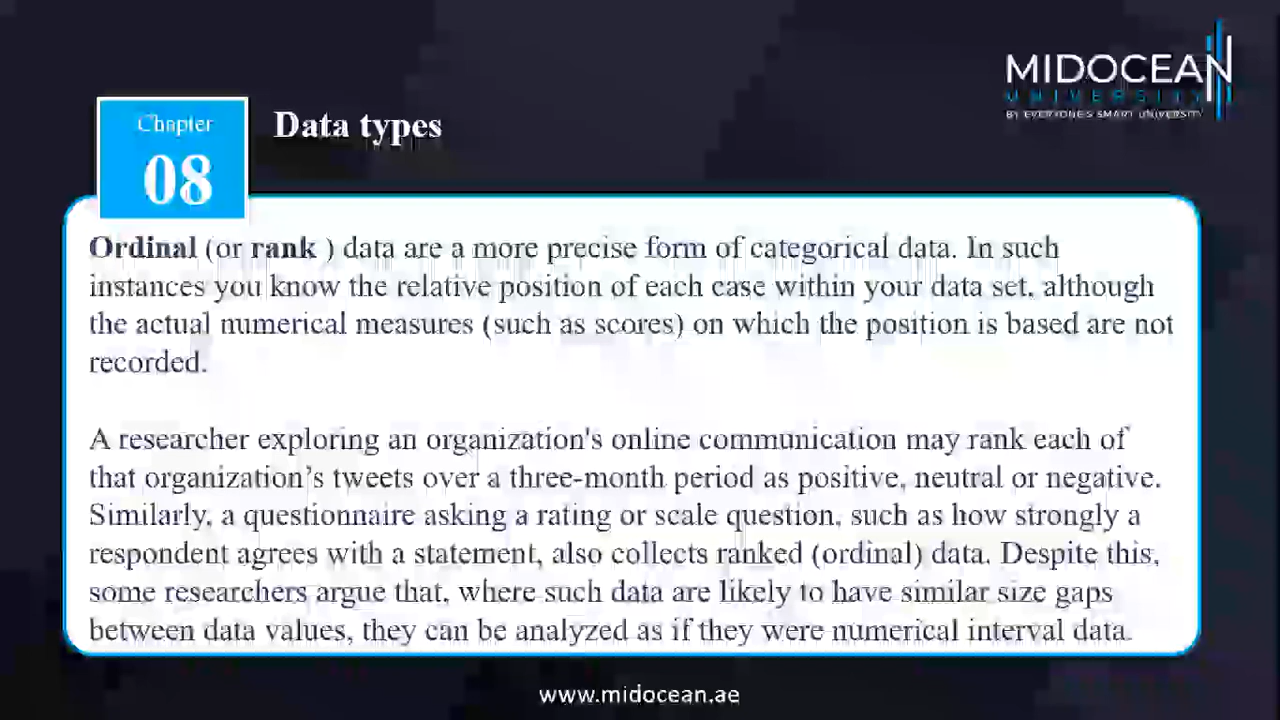 MIDOCEAN
UNIVERSITY
BY EVERYONE'S SMART UNIVERSITY
Chapter
08
Data types
Ordinal (or rank ) data are a more precise form of categorical data. In such
instances you know the relative position of each case within your data set, although
the actual numerical measures (such as scores) on which the position is based are not
recorded.
A researcher exploring an organization's online communication may rank each of
that organization’s tweets over a three-month period as positive, neutral or negative.
Similarly, a questionnaire asking a rating or scale question, such as how strongly a
respondent agrees with a statement, also collects ranked (ordinal) data. Despite this,
some researchers argue that, where such data are likely to have similar size gaps
between data values, they can be analyzed as if they were numerical interval data.
www.midocean.ae